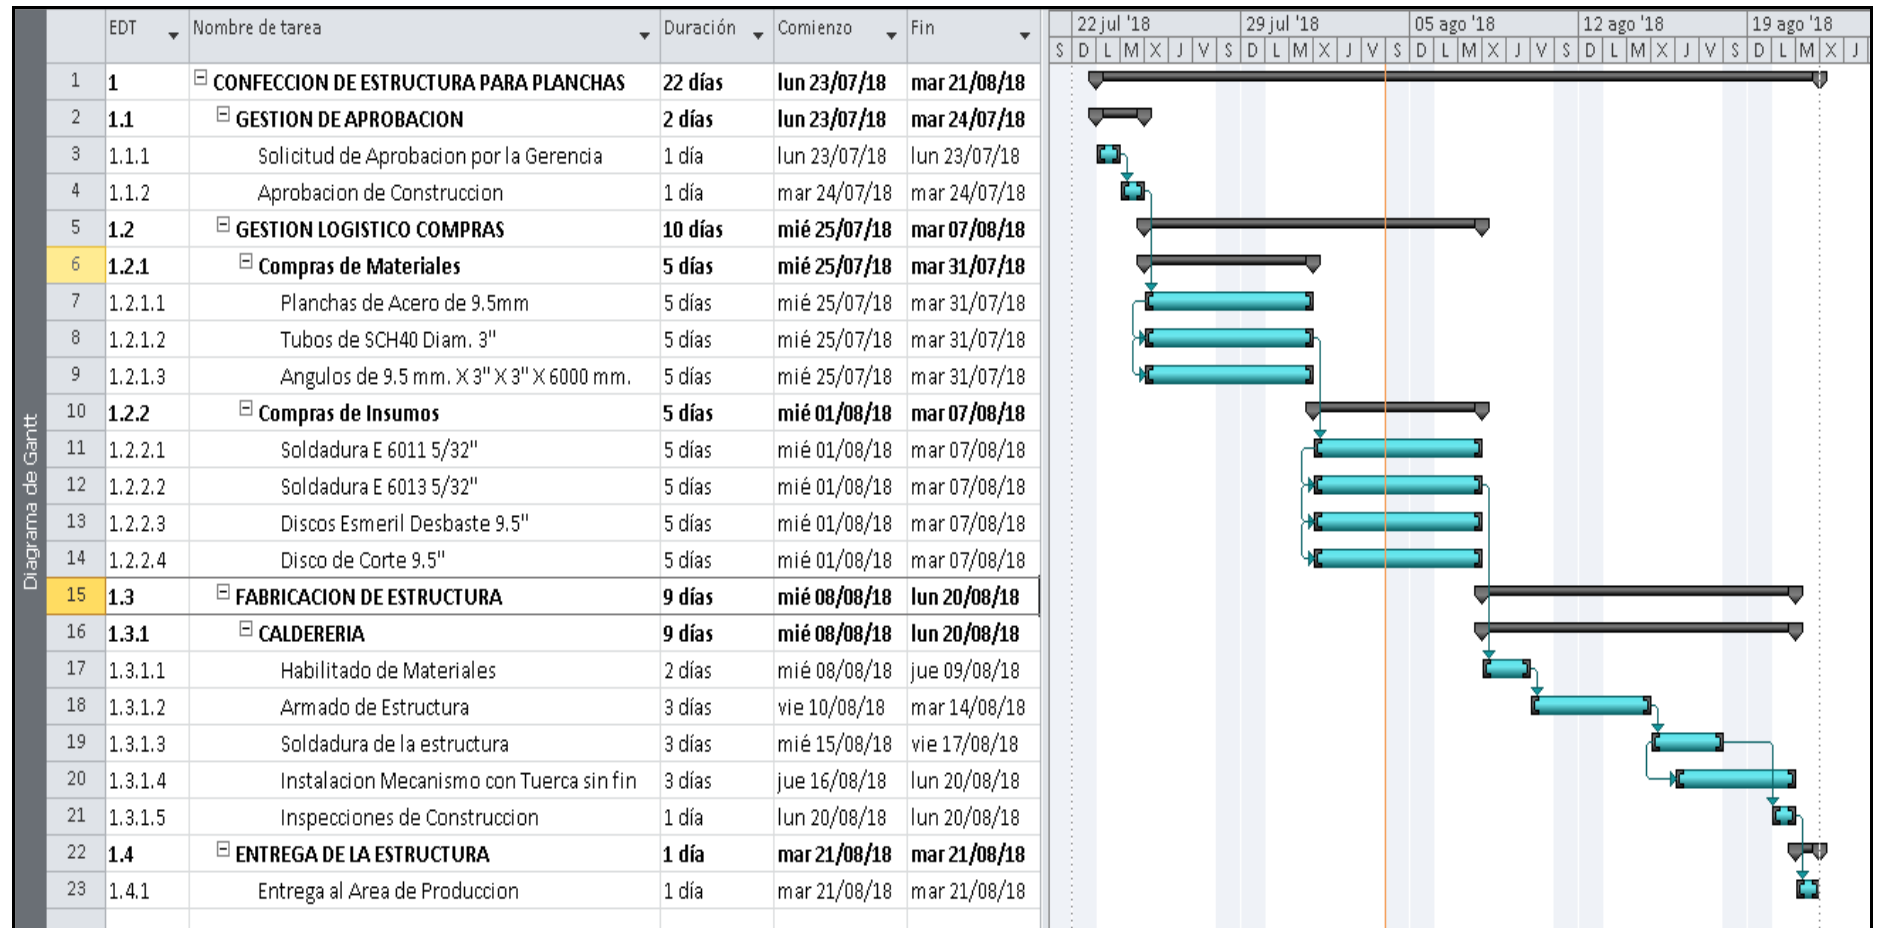 EDT Nombre de tarea Duración Comienzo Fin 22 jul '18 29 jul '18 05 ago '18 12 ago '18 19 ago '18
S D L M X J V S D L M X J V S D L M X J V S D L M X J V S D L M X J
1 1 CONFECCION DE ESTRUCTURA PARA PLANCHAS 22 días lun 23/07/18 mar 21/08/18
2 1.1 GESTION DE APROBACION 2 días lun 23/07/18 mar 24/07/18
3 1.1.1 Solicitud de Aprobacion por la Gerencia 1 día lun 23/07/18 lun 23/07/18
4 1.1.2 Aprobacion de Construccion 1 día mar 24/07/18 mar 24/07/18
5 1.2 GESTION LOGISTICO COMPRAS 10 días mié 25/07/18 mar 07/08/18
6 1.2.1 Compras de Materiales 5 días mié 25/07/18 mar 31/07/18
7 1.2.1.1 Planchas de Acero de 9.5mm 5 días mié 25/07/18 mar 31/07/18
8 1.2.1.2 Tubos de SCH40 Diam. 3" 5 días mié 25/07/18 mar 31/07/18
9 1.2.1.3 Angulos de 9.5 mm. X 3" X 3" X 6000 mm. 5 días mié 25/07/18 mar 31/07/18
10 1.2.2 Compras de Insumos 5 días mié 01/08/18 mar 07/08/18
11 1.2.2.1 Soldadura E 6011 5/32" 5 días mié 01/08/18 mar 07/08/18
12 1.2.2.2 Soldadura E 6013 5/32" 5 días mié 01/08/18 mar 07/08/18
13 1.2.2.3 Discos Esmeril Desbaste 9.5" 5 días mié 01/08/18 mar 07/08/18
14 1.2.2.4 Disco de Corte 9.5" 5 días mié 01/08/18 mar 07/08/18
15 1.3 FABRICACION DE ESTRUCTURA 9 días mié 08/08/18 lun 20/08/18
16 1.3.1 CALDERERIA 9 días mié 08/08/18 lun 20/08/18
17 1.3.1.1 Habilitado de Materiales 2 días mié 08/08/18 jue 09/08/18
18 1.3.1.2 Armado de Estructura 3 días vie 10/08/18 mar 14/08/18
19 1.3.1.3 Soldadura de la estructura 3 días mié 15/08/18 vie 17/08/18
20 1.3.1.4 Instalacion Mecanismo con Tuerca sin fin 3 días jue 16/08/18 lun 20/08/18
21 1.3.1.5 Inspecciones de Construccion 1 día lun 20/08/18 lun 20/08/18
22 1.4 ENTREGA DE LA ESTRUCTURA 1 día mar 21/08/18 mar 21/08/18
23 1.4.1 Entrega al Area de Produccion 1 día mar 21/08/18 mar 21/08/18
Diagrama de Gantt